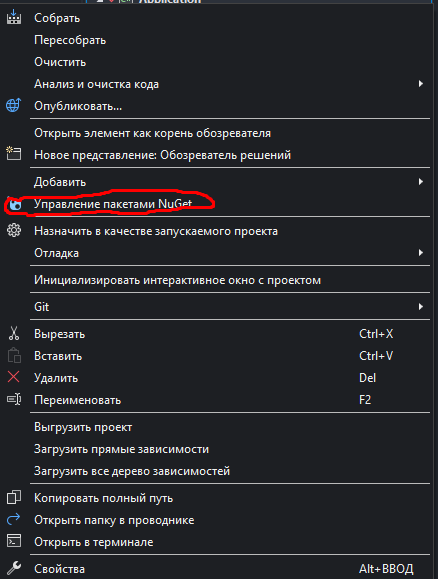 Application
Собрать
Пересобрать
Очистить
Анализ и очистка кода
Опубликовать...
Открыть элемент как корень обозревателя
Новое представление: Обозреватель решений
Добавить
Управление пакетами NuGet
Назначить в качестве запускаемого проекта
Отладка
Инициализировать интерактивное окно с проектом
Git
Вырезать Ctrl+X
Вставить Ctrl+V
Удалить Del
Переименовать F2
Выгрузить проект
Загрузить прямые зависимости
Загрузить все дерево зависимостей
Копировать полный путь
Открыть папку в проводнике
Открыть в терминале
Свойства Alt+ВВОД